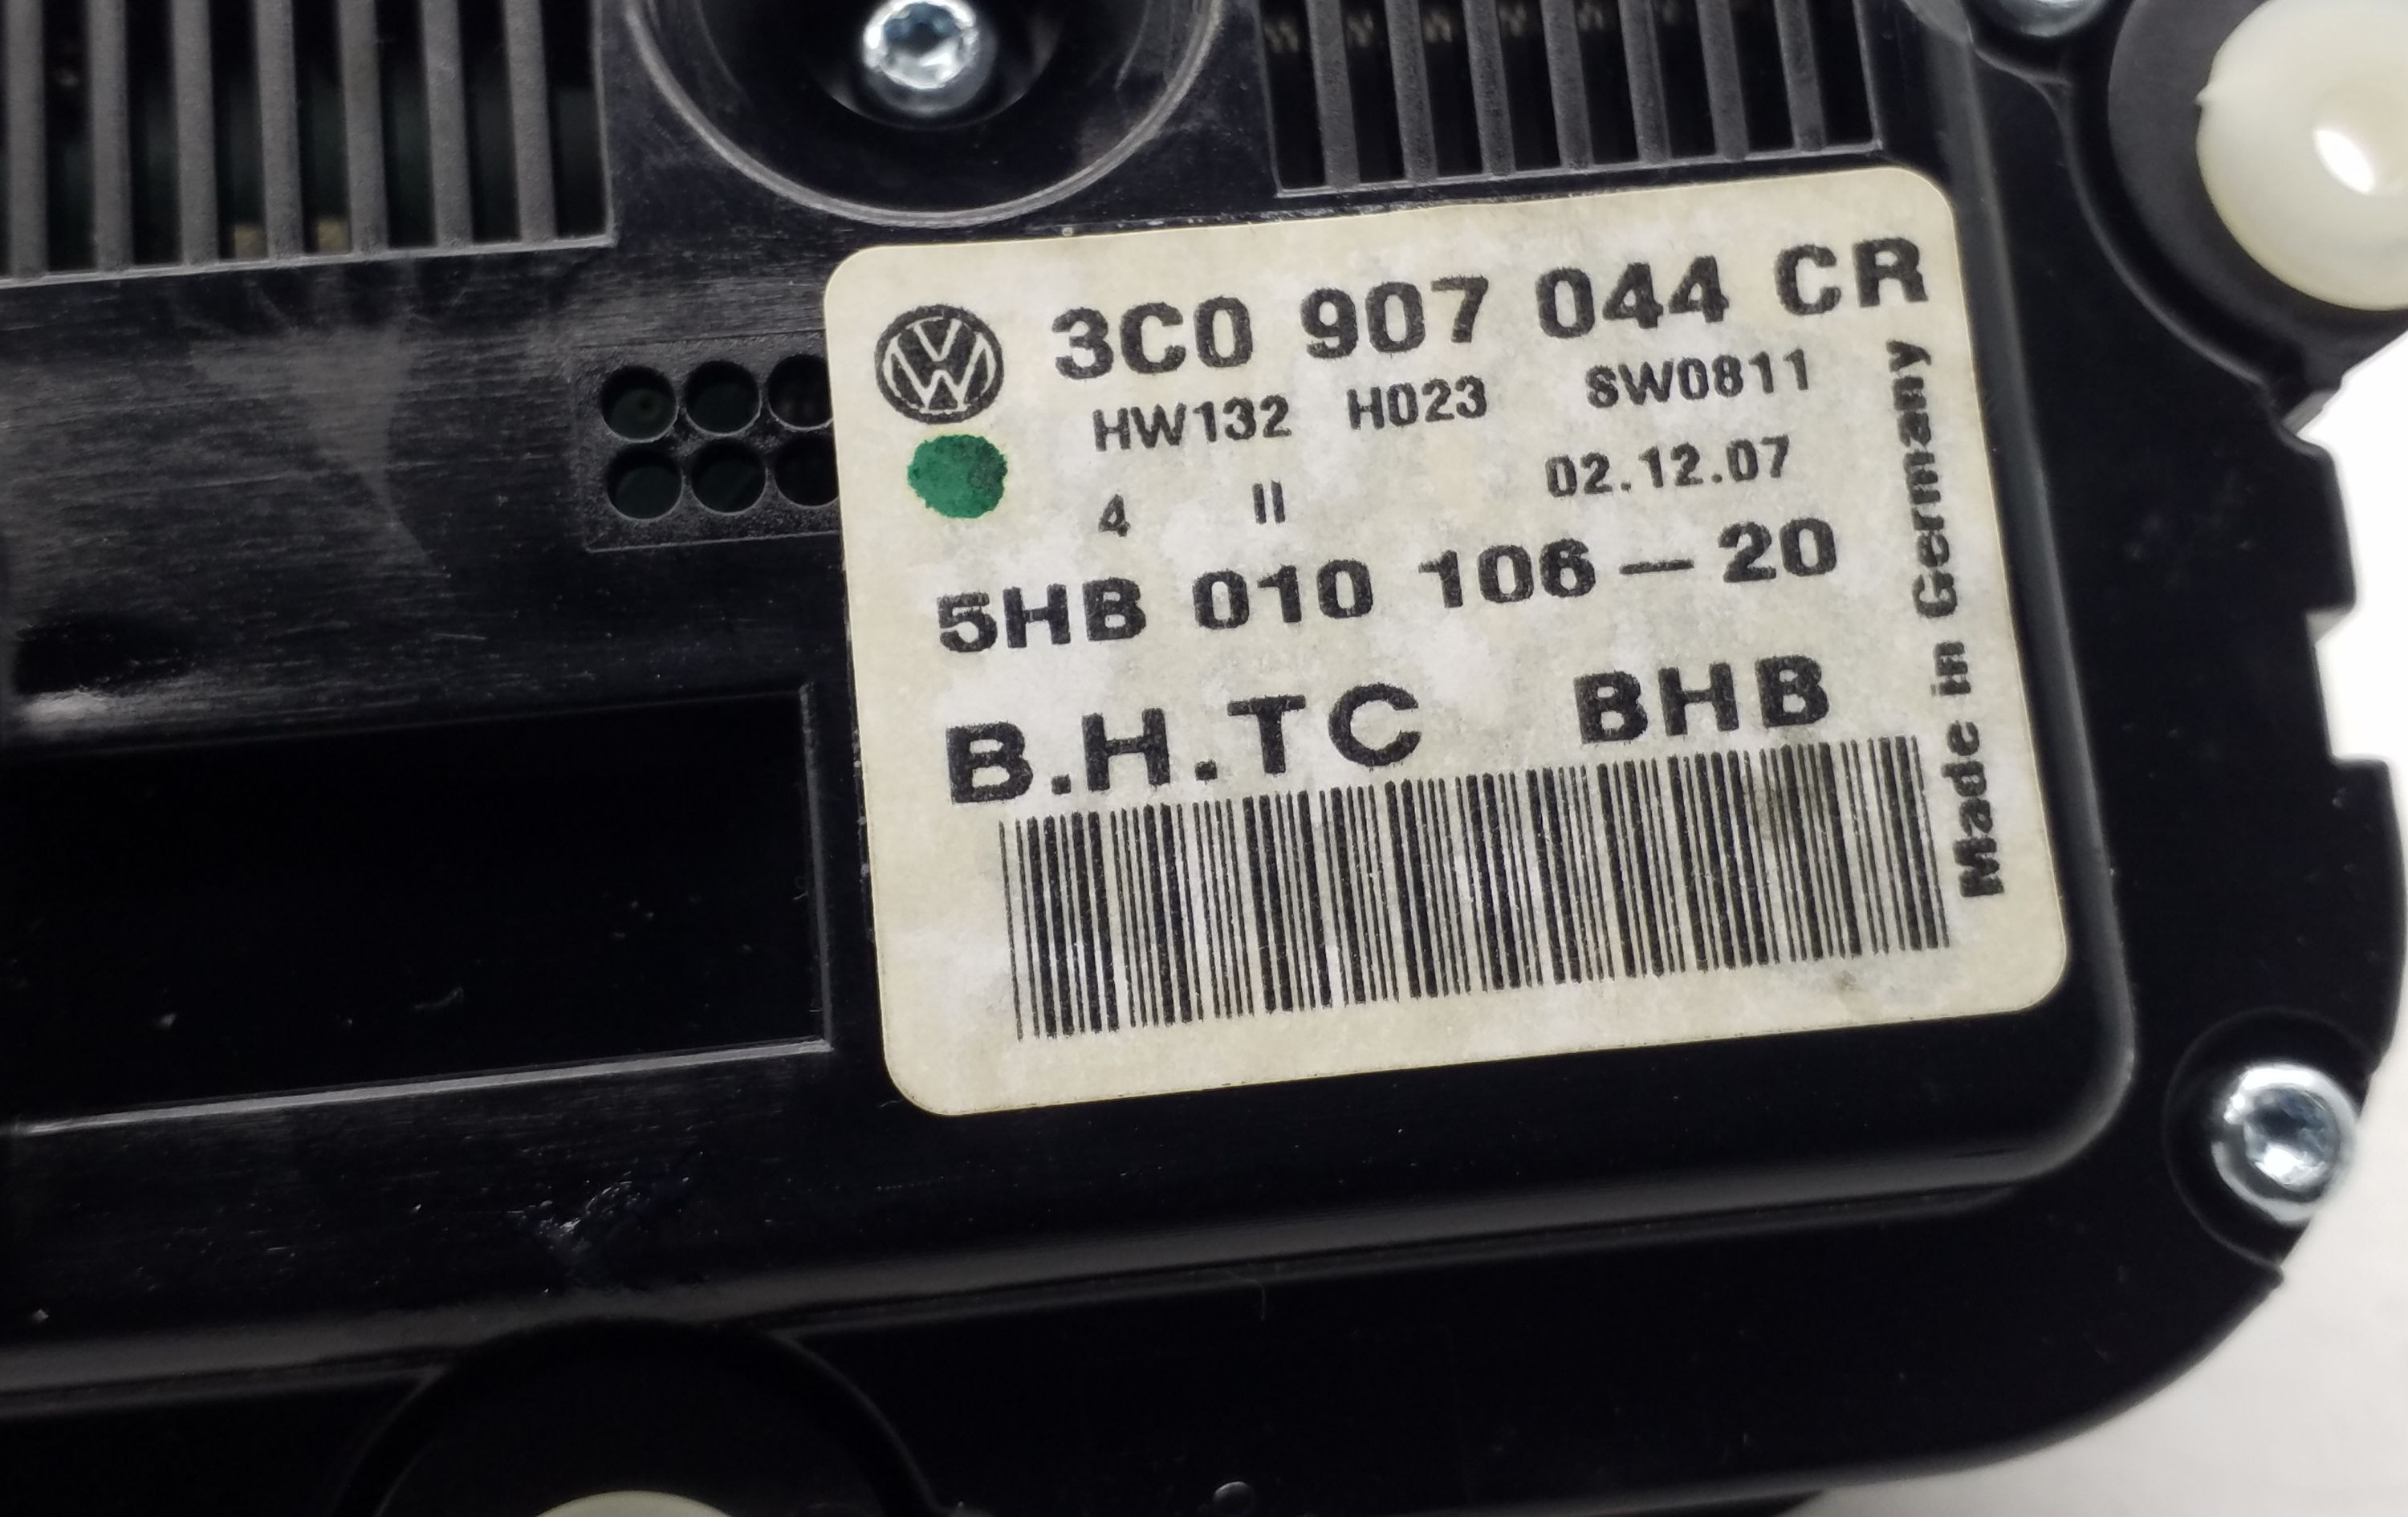 3C0 907 044 CR
HW132 H023 SW0811
4 II 02.12.07
5HB 010 106-20
B.H.TC BHB
Made in Germany